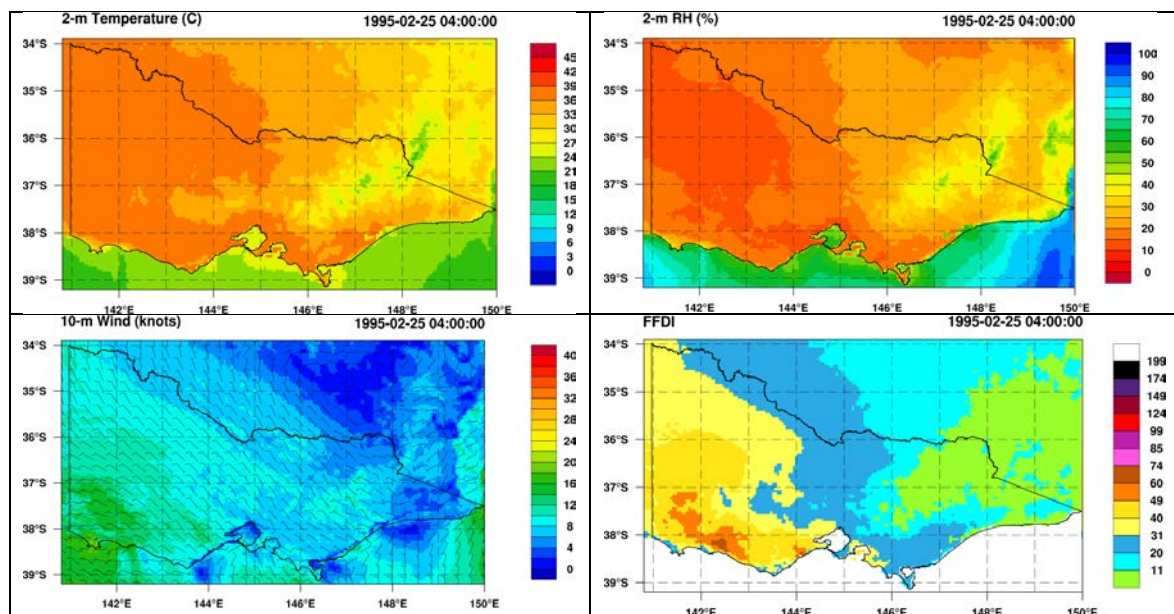 2-m Temperature (C) 1995-02-25 04:00:00
34°S
35°S
36°S
37°S
38°S
39°S
142°E 144°E 146°E 148°E 150°E
45
42
39
36
33
30
27
24
21
18
15
12
9
6
3
0
2-m RH (%) 1995-02-25 04:00:00
34°S
35°S
36°S
37°S
38°S
39°S
142°E 144°E 146°E 148°E 150°E
100
90
80
70
60
50
40
30
20
10
0
10-m Wind (knots) 1995-02-25 04:00:00
34°S
35°S
36°S
37°S
38°S
39°S
142°E 144°E 146°E 148°E 150°E
40
36
32
28
24
20
16
12
8
4
0
FFDI 1995-02-25 04:00:00
34°S
35°S
36°S
37°S
38°S
39°S
142°E 144°E 146°E 148°E 150°E
199
174
149
124
99
85
74
60
49
40
31
20
11